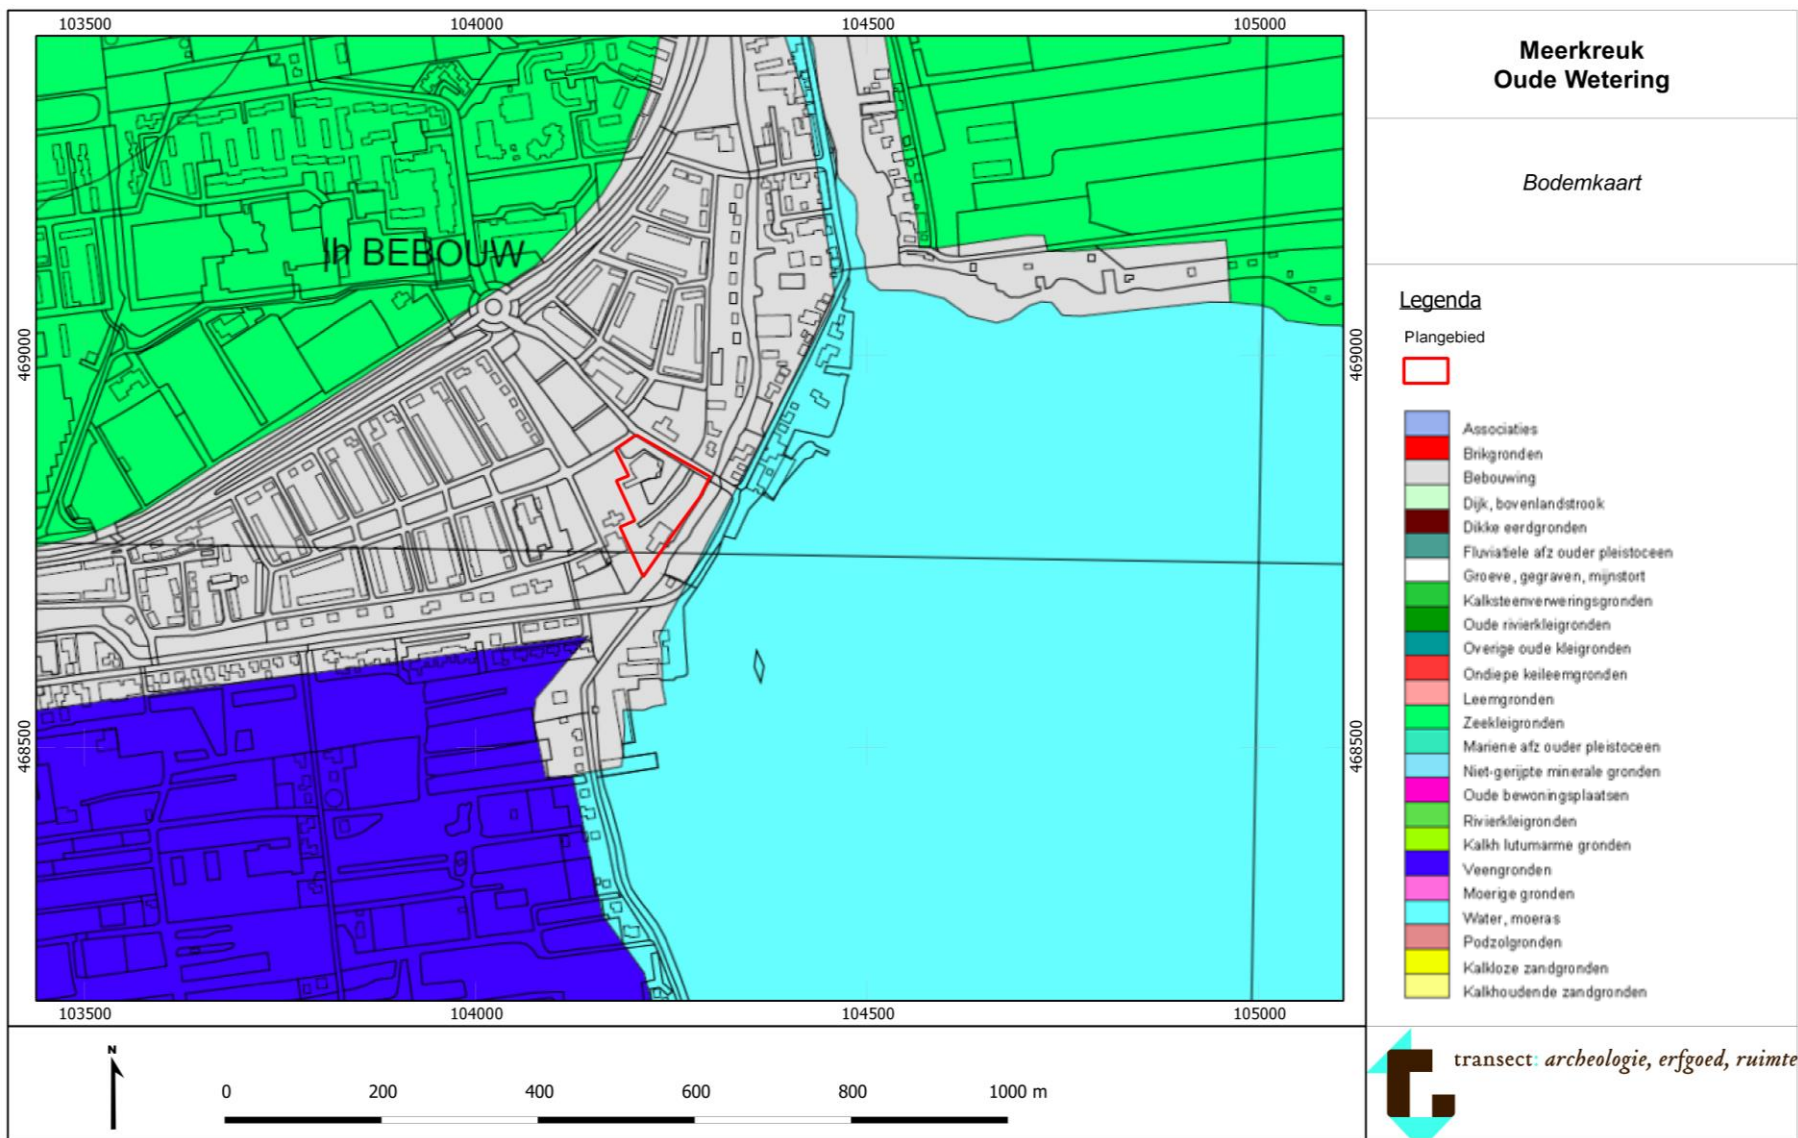 103500 104000 104500 105000
469000 469000
468500 468500
|h BEBOUW
103500 104000 104500 105000
N
0 200 400 600 800 1000 m
Meerkreuk
Oude Wetering
Bodemkaart
Legenda
Plangebied
Associaties
Brikgronden
Bebouwing
Dijk, bovenlandstrook
Dikke eerdgronden
Fluviatiele afz ouder pleistoceen
Groeve, gegraven, mijnstort
Kalksteenverweringsgronden
Oude rivierkleigronden
Overige oude kleigronden
Ondiepe keileemgronden
Leemgronden
Zeekleigronden
Mariene afz ouder pleistoceen
Niet-gerijpte minerale gronden
Oude bewoningsplaatsen
Rivierkleigronden
Kalkh lutumarme gronden
Veengronden
Moerige gronden
Water, moeras
Podzolgronden
Kalkloze zandgronden
Kalkhoudende zandgronden
transect: archeologie, erfgoed, ruimte